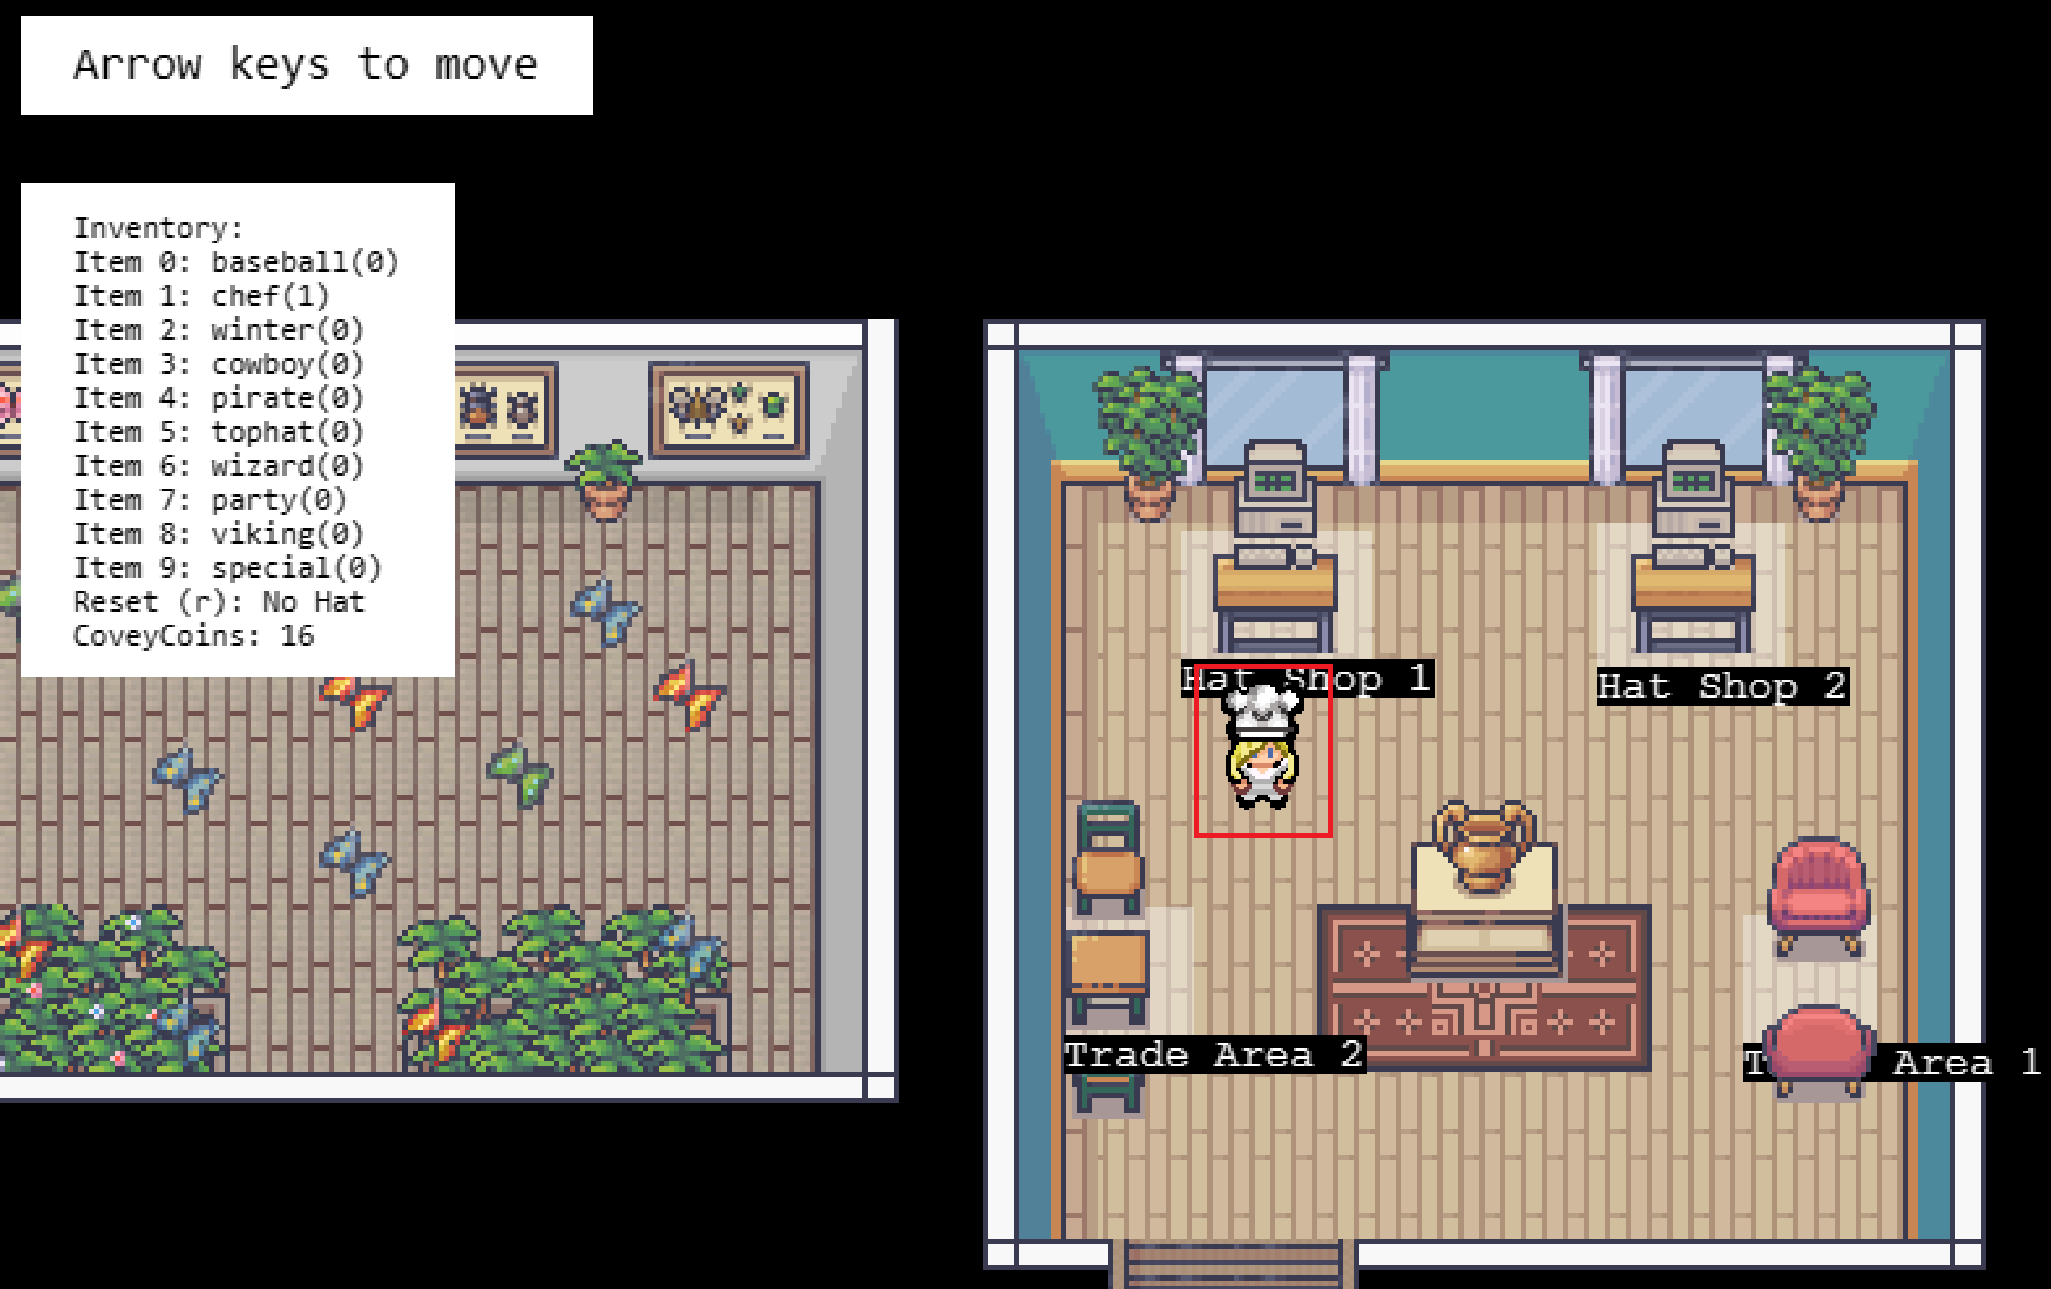 Arrow keys to move
Inventory:
Item 0: baseball(0)
Item 1: chef(1)
Item 2: winter(0)
Item 3: cowboy(0)
Item 4: pirate(0)
Item 5: tophat(0)
Item 6: wizard(0)
Item 7: party(0)
Item 8: viking(0)
Item 9: special(0)
Reset (r): No Hat
CoveyCoins: 16
Hat Shop 1
Hat Shop 2
Trade Area 2
Area 1